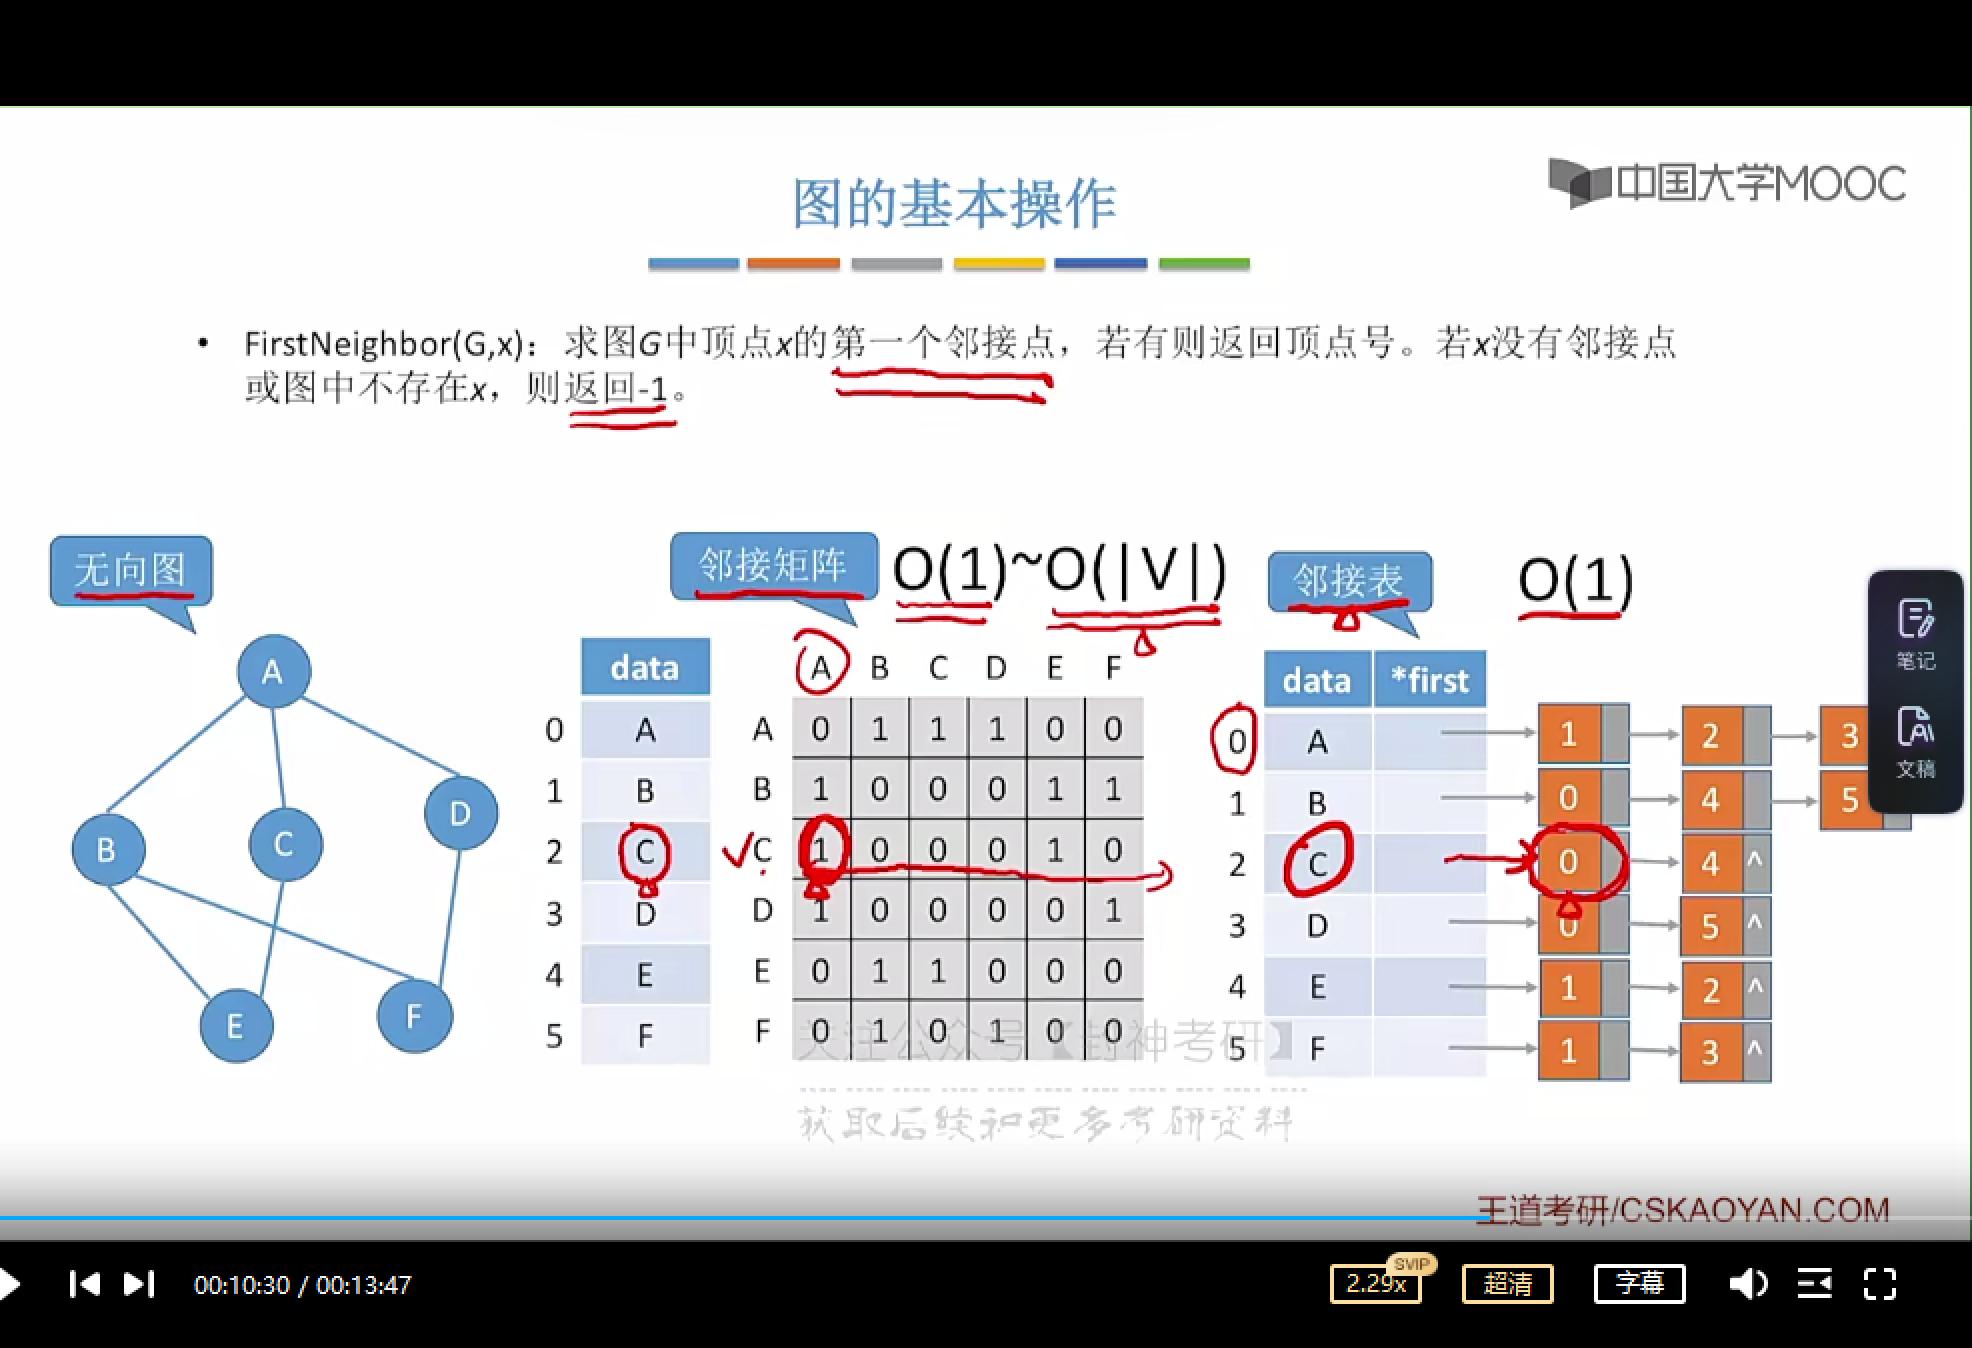 中国大学MOOC
图的基本操作
• FirstNeighbor(G,x)：求图G中顶点x的第一个邻接点，若有则返回顶点号。若x没有邻接点
或图中不存在x，则返回-1。
无向图
A
B
C
D
E
F
邻接矩阵
O(1)~O(|V|)
data
0 A
1 B
2 C
3 D
4 E
5 F
A B C D E F
A 0 1 1 1 0 0
B 1 0 0 0 1 1
C 1 0 0 0 1 0
D 1 0 0 0 0 1
E 0 1 1 0 0 0
F 0 1 0 1 0 0
邻接表
O(1)
data *first
0 A 1 2 3
1 B 0 4 5
2 C 0 4 ^
3 D 0 5 ^
4 E 1 2 ^
5 F 1 3 ^
笔记
文稿
关注公众号【封神考研】
获取后续和更多考研资料
王道考研/CSKAOYAN.COM
00:10:30 / 00:13:47
2.29x
SVIP
超清
字幕